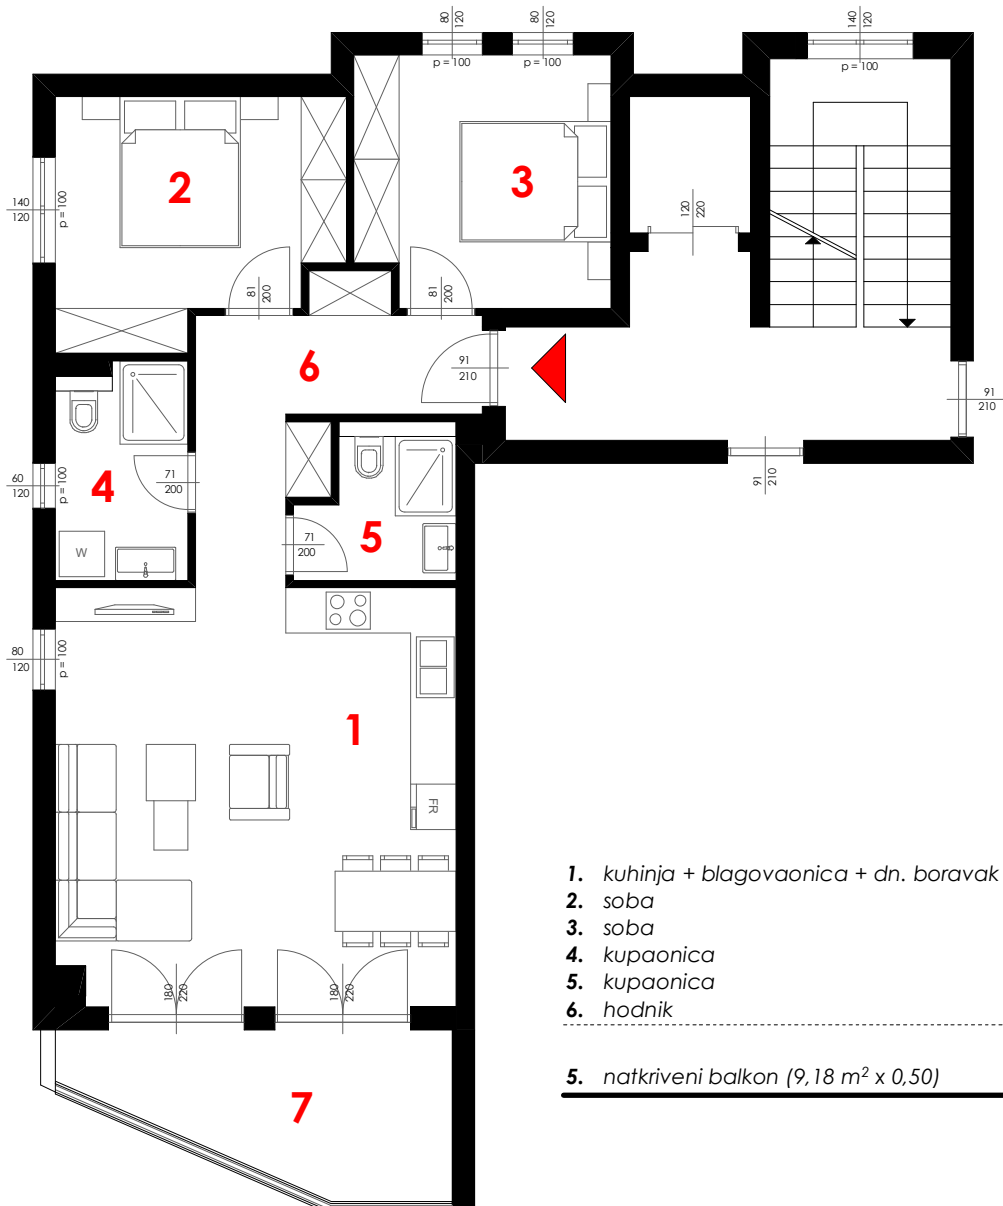 80
120
80
120
140
120
p = 100
p = 100
p = 100
2
3
140
120
p = 100
120
220
81
200
81
200
6
91
210
91
210
60
120
p = 100
4
71
200
5
71
200
91
210
W
80
120
p = 100
1
FR
180
220
180
220
7
1. kuhinja + blagovaonica + dn. boravak
2. soba
3. soba
4. kupaonica
5. kupaonica
6. hodnik
5. natkriveni balkon (9,18 m² x 0,50)